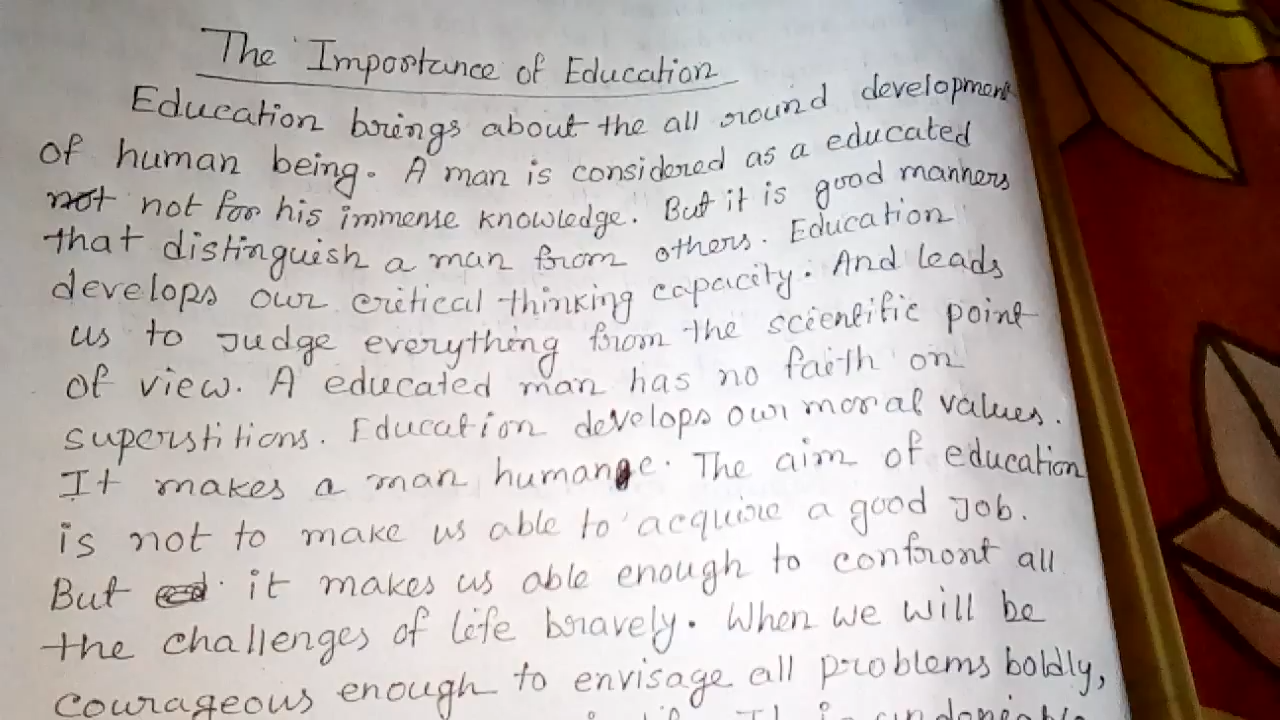 The Importance of Education
Education brings about the all round development
of human being. A man is considered as a educated
not not for his immense knowledge. But it is good manners
that distinguish a man from others. Education
develops our critical thinking capacity. And leads
us to Judge everything from the scientific point
of view. A educated man has no faith on
superstitions. Education develops our moral values.
It makes a man humane. The aim of education
is not to make us able to acquire a good Job.
But it makes us able enough to confront all
the challenges of life bravely. When we will be
courageous enough to envisage all problems boldly,